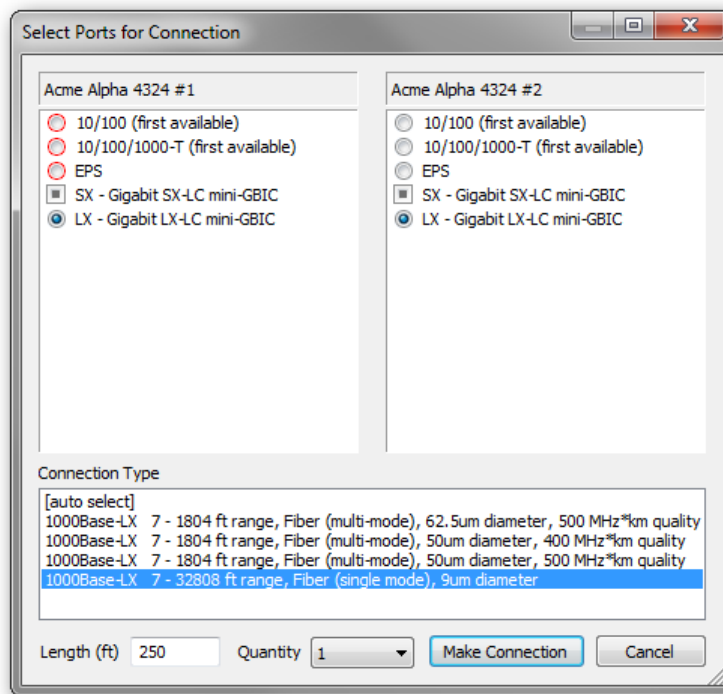 Select Ports for Connection
Acme Alpha 4324 #1
10/100 (first available)
10/100/1000-T (first available)
EPS
SX - Gigabit SX-LC mini-GBIC
LX - Gigabit LX-LC mini-GBIC
Acme Alpha 4324 #2
10/100 (first available)
10/100/1000-T (first available)
EPS
SX - Gigabit SX-LC mini-GBIC
LX - Gigabit LX-LC mini-GBIC
Connection Type
[auto select]
1000Base-LX 7 - 1804 ft range, Fiber (multi-mode), 62.5um diameter, 500 MHz*km quality
1000Base-LX 7 - 1804 ft range, Fiber (multi-mode), 50um diameter, 400 MHz*km quality
1000Base-LX 7 - 1804 ft range, Fiber (multi-mode), 50um diameter, 500 MHz*km quality
1000Base-LX 7 - 32808 ft range, Fiber (single mode), 9um diameter
Length (ft) 250 Quantity 1 Make Connection Cancel